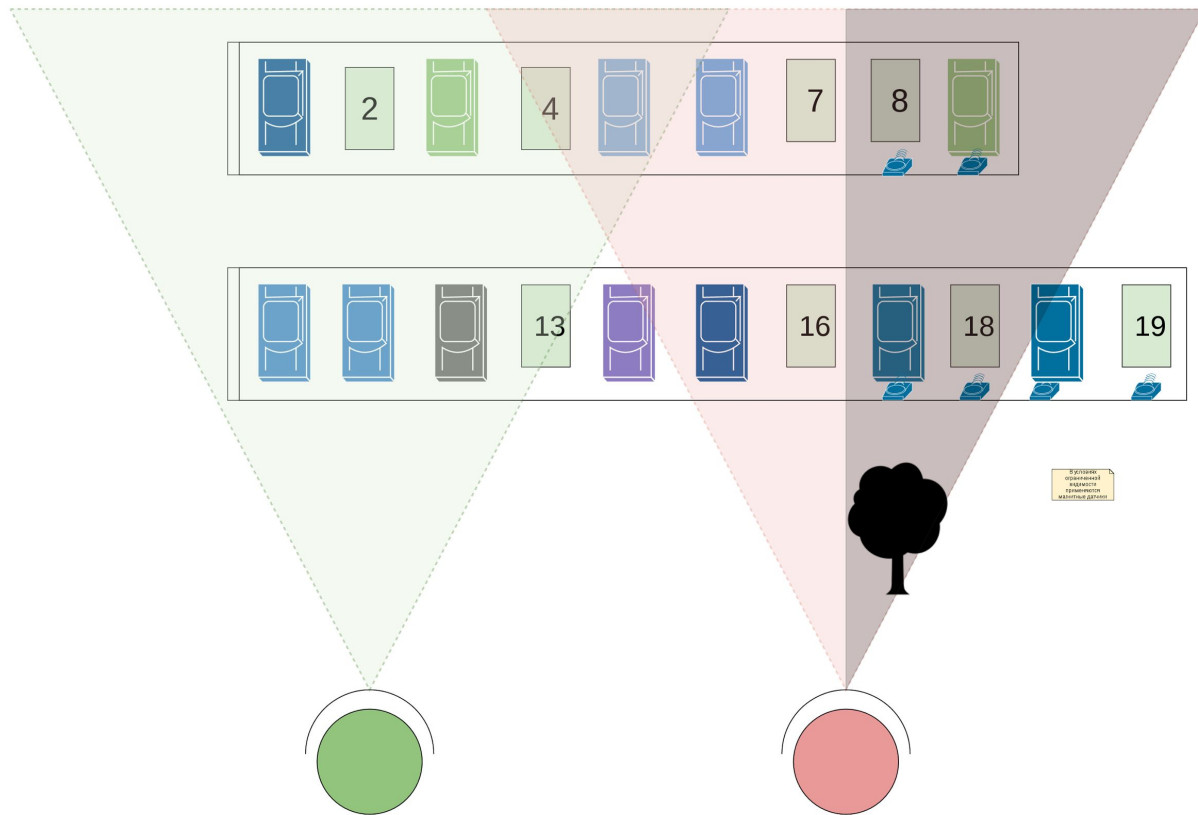 2
4
7
8
13
16
18
19
В условиях
ограниченной
видимости
применяются
магнитные датчики